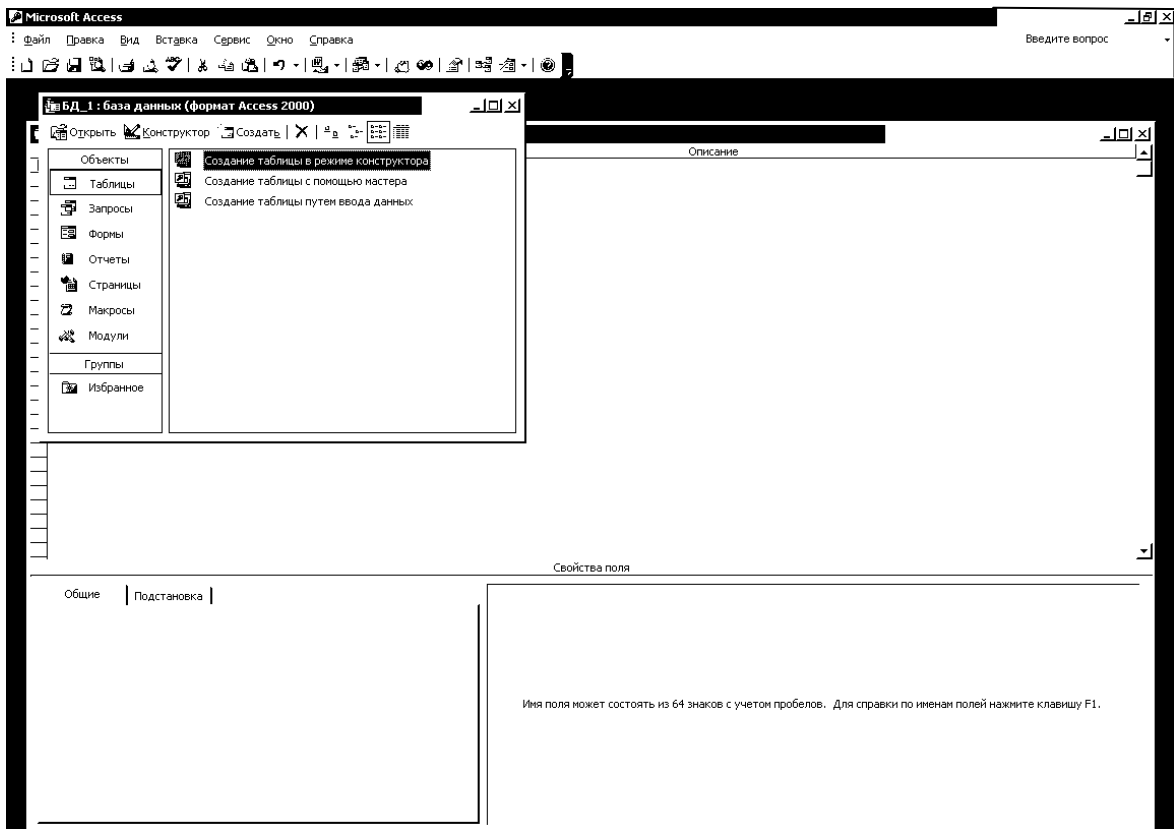 Microsoft Access
Файл Правка Вид Вставка Сервис Окно Справка
Введите вопрос
БД_1 : база данных (формат Access 2000)
Открыть Конструктор Создать
Описание
Объекты
Таблицы
Запросы
Формы
Отчеты
Страницы
Макросы
Модули
Группы
Избранное
Создание таблицы в режиме конструктора
Создание таблицы с помощью мастера
Создание таблицы путем ввода данных
Свойства поля
Общие Подстановка
Имя поля может состоять из 64 знаков с учетом пробелов. Для справки по именам полей нажмите клавишу F1.